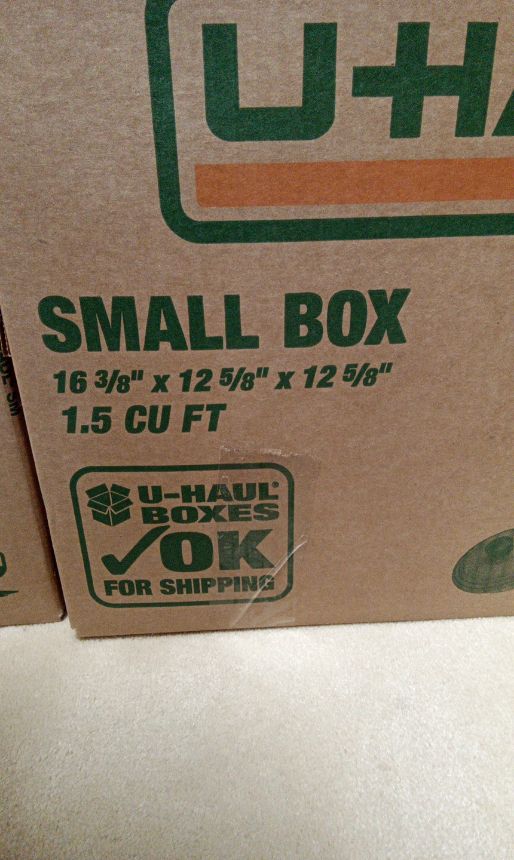 U-HA
SMALL BOX
16 3/8" x 12 5/8" x 12 5/8"
1.5 CU FT
U-HAUL®
BOXES
✓OK
FOR SHIPPING